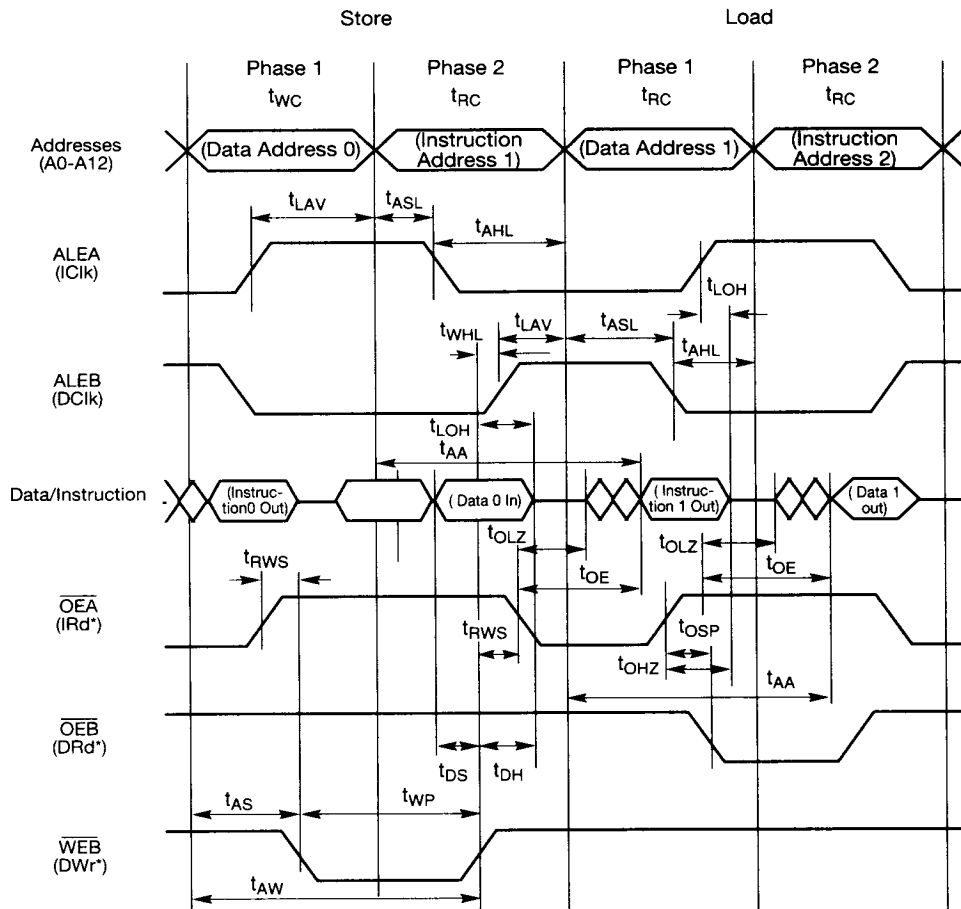 Store Load
Phase 1 Phase 2 Phase 1 Phase 2
tWC tRC tRC tRC
Addresses
(A0-A12)
(Data Address 0)
(Instruction
Address 1)
(Data Address 1)
(Instruction
Address 2)
tLAV tASL
tAHL
ALEA
(IClk)
tLOH
tLAV tASL
tWHL
tAHL
ALEB
(DClk)
tLOH
tAA
Data/Instruction
(Instruc-
tion0 Out)
( Data 0 In)
( Instruc-
tion 1 Out)
( Data 1
out)
tOLZ tOLZ
tRWS
tOE tOE
OEA
(IRd*)
tRWS tOSP
tOHZ
tAA
OEB
(DRd*)
tDS tDH
tAS tWP
WEB
(DWr*)
tAW